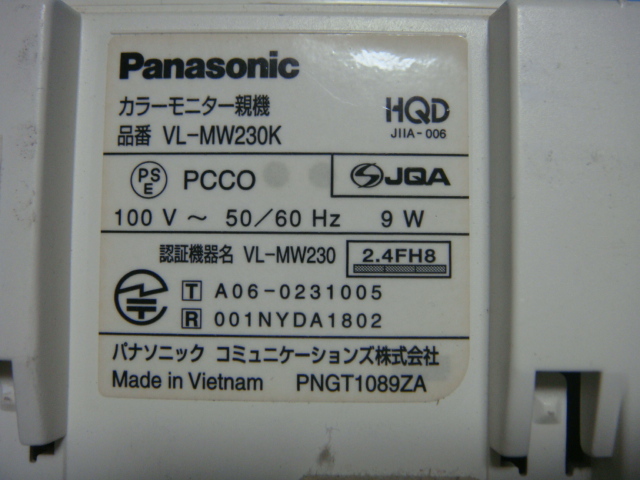 Panasonic
カラーモニター親機
HQD
JIIA-006
品番 VL-MW230K
PSE PCCO
JQA
100 V ～ 50/60 Hz 9 W
認証機器名 VL-MW230 2.4FH8
T A06-0231005
R 001NYDA1802
パナソニック コミュニケーションズ株式会社
Made in Vietnam PNGT1089ZA